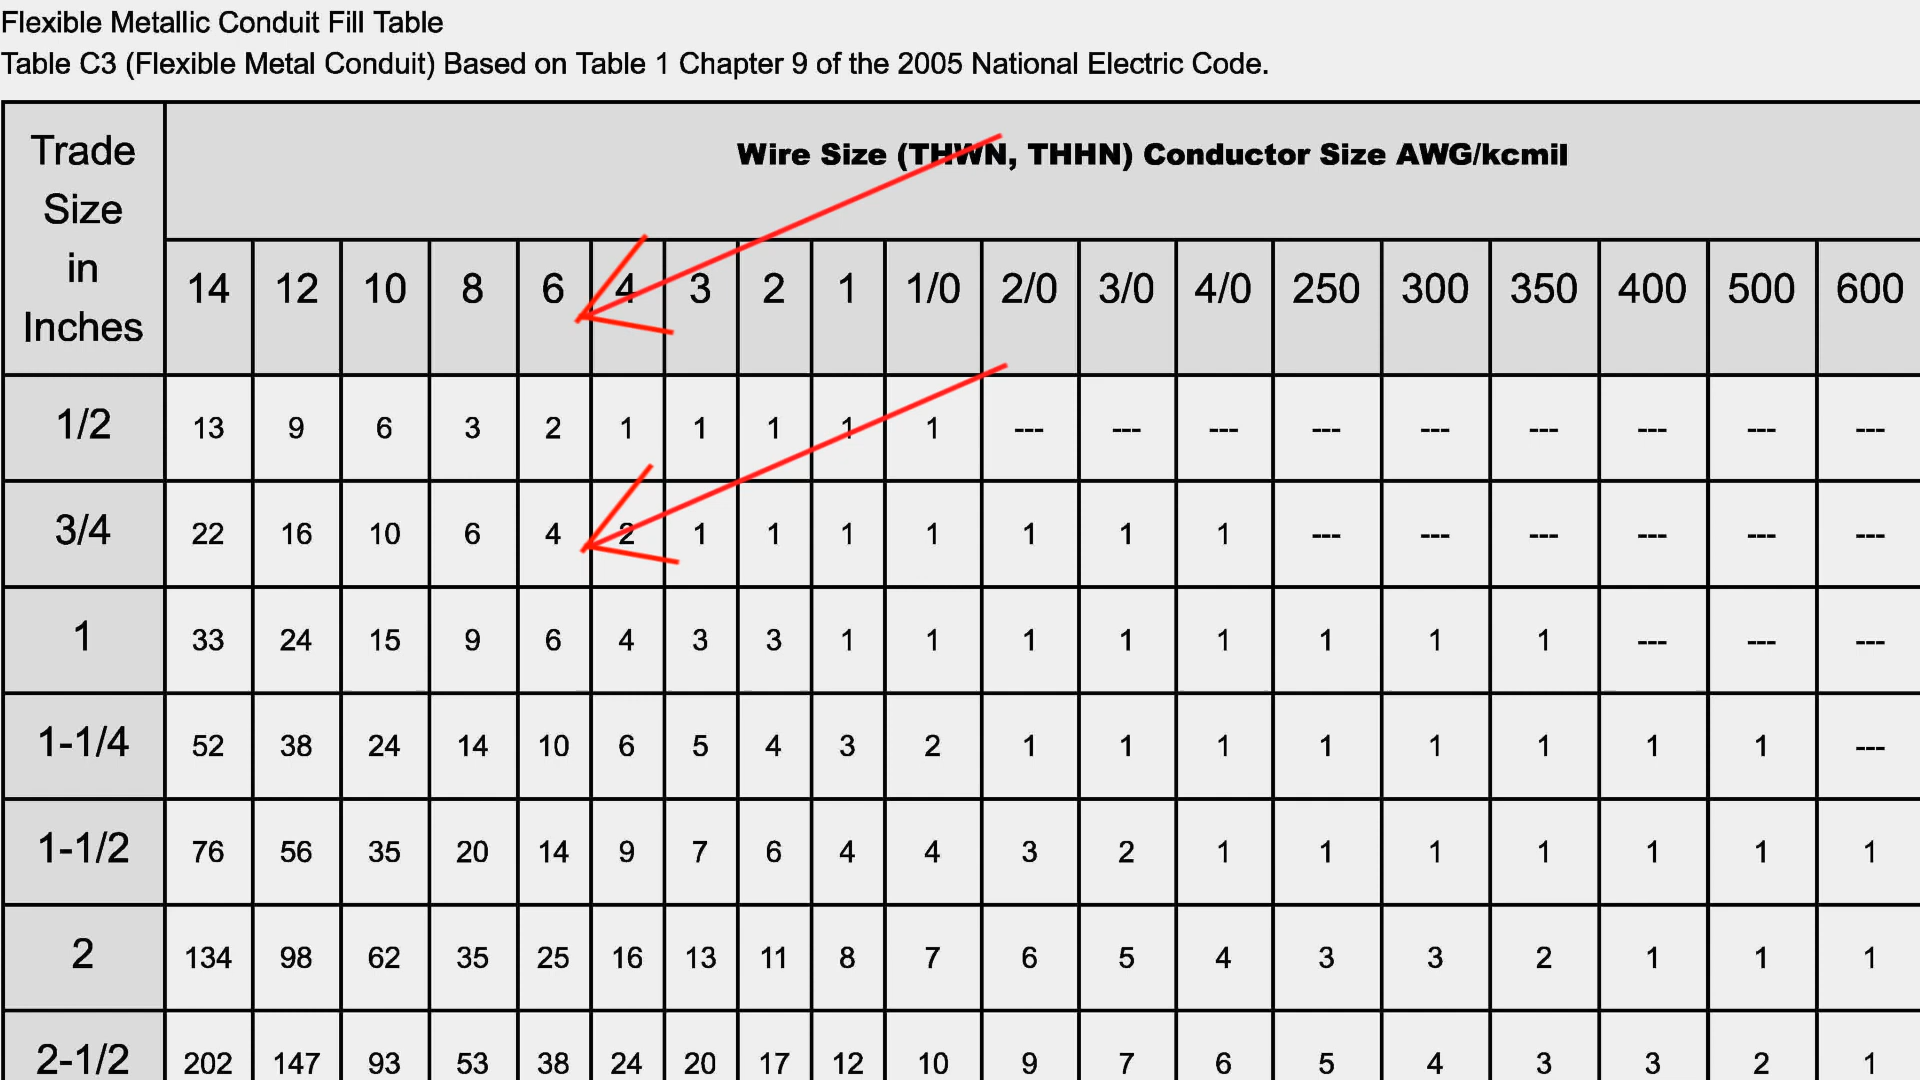 Flexible Metallic Conduit Fill Table
Table C3 (Flexible Metal Conduit) Based on Table 1 Chapter 9 of the 2005 National Electric Code.
Trade
Size
in
Inches
Wire Size (THWN, THHN) Conductor Size AWG/kcmil
14 12 10 8 6 4 3 2 1 1/0 2/0 3/0 4/0 250 300 350 400 500 600
1/2 13 9 6 3 2 1 1 1 1 1 --- --- --- --- --- --- --- --- ---
3/4 22 16 10 6 4 2 1 1 1 1 1 1 1 --- --- --- --- --- ---
1 33 24 15 9 6 4 3 3 1 1 1 1 1 1 1 1 --- --- ---
1-1/4 52 38 24 14 10 6 5 4 3 2 1 1 1 1 1 1 1 1 ---
1-1/2 76 56 35 20 14 9 7 6 4 4 3 2 1 1 1 1 1 1 1
2 134 98 62 35 25 16 13 11 8 7 6 5 4 3 3 2 1 1 1
2-1/2 202 147 93 53 38 24 20 17 12 10 9 7 6 5 4 3 3 2 1